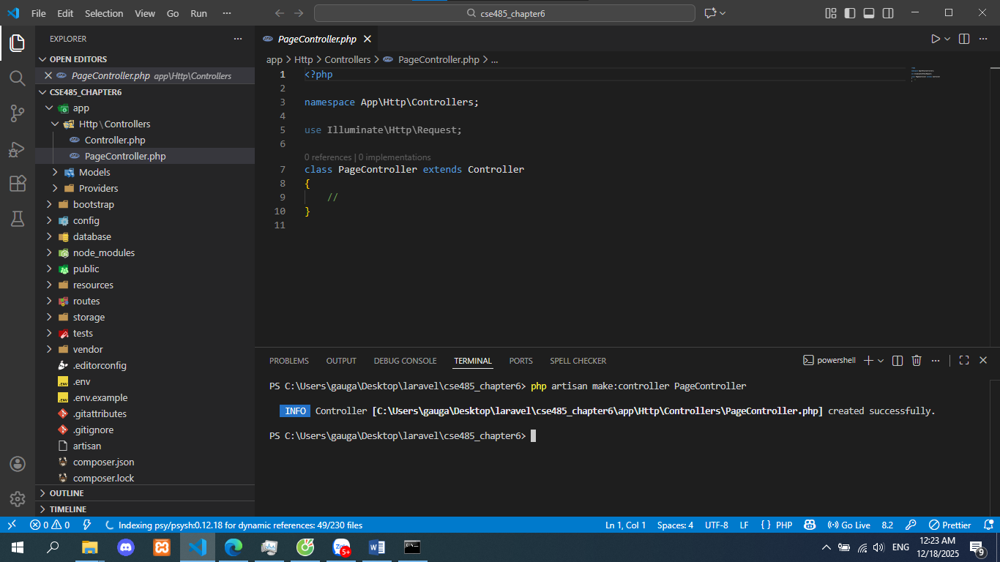 File Edit Selection View Go Run ···
cse485_chapter6
EXPLORER ···
OPEN EDITORS
PageController.php app\Http\Controllers
CSE485_CHAPTER6
app
Http\Controllers
Controller.php
PageController.php
Models
Providers
bootstrap
config
database
node_modules
public
resources
routes
storage
tests
vendor
.editorconfig
.env
.env.example
.gitattributes
.gitignore
artisan
composer.json
composer.lock
OUTLINE
TIMELINE
PageController.php
app > Http > Controllers > PageController.php > ...
1 <?php
2
3 namespace App\Http\Controllers;
4
5 use Illuminate\Http\Request;
6
0 references | 0 implementations
7 class PageController extends Controller
8 {
9 //
10 }
11
PROBLEMS OUTPUT DEBUG CONSOLE TERMINAL PORTS SPELL CHECKER
powershell
PS C:\Users\gauga\Desktop\laravel\cse485_chapter6> php artisan make:controller PageController
INFO Controller [C:\Users\gauga\Desktop\laravel\cse485_chapter6\app\Http\Controllers\PageController.php] created successfully.
PS C:\Users\gauga\Desktop\laravel\cse485_chapter6>
0 0 Indexing psy/psysh:0.12.18 for dynamic references: 49/230 files
Ln 1, Col 1 Spaces: 4 UTF-8 LF { } PHP Go Live 8.2 Prettier
5+
ENG
12:23 AM
12/18/2025
9